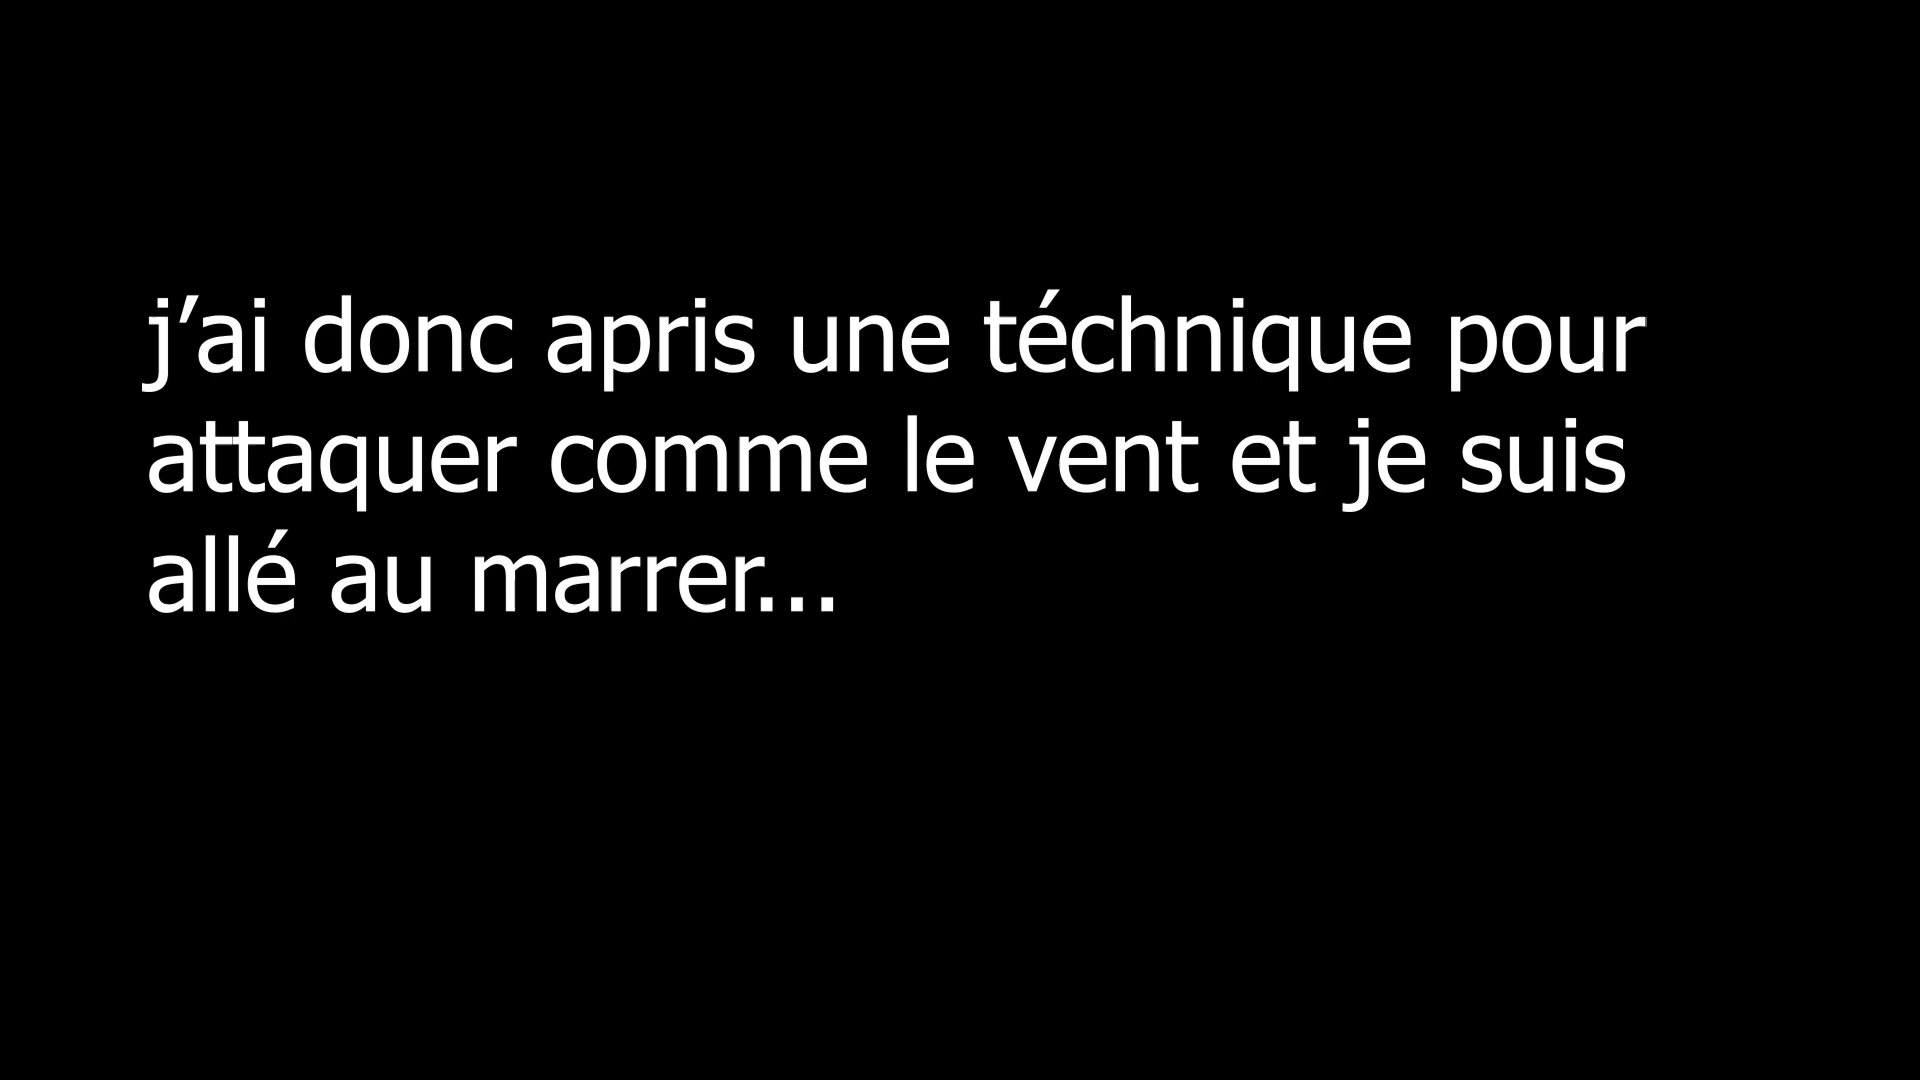 j’ai donc apris une téchnique pour
attaquer comme le vent et je suis
allé au marrer...